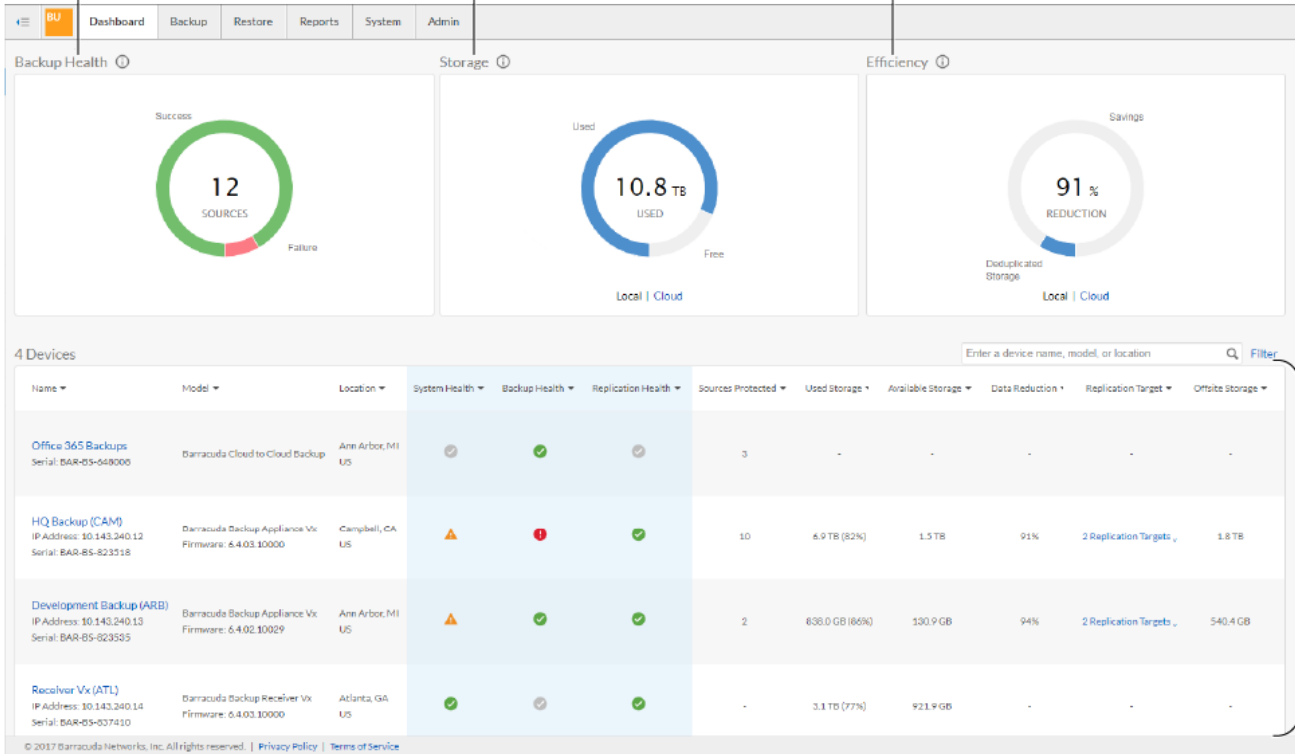 BU Dashboard Backup Restore Reports System Admin
Backup Health Storage Efficiency
Success
12
SOURCES
Failure
Used
10.8 TB
USED
Free
Local | Cloud
Savings
91 %
REDUCTION
Deduplicated
Storage
Local | Cloud
4 Devices
Enter a device name, model, or location Filter
Name Model Location System Health Backup Health Replication Health Sources Protected Used Storage Available Storage Data Reduction Replication Target Offsite Storage
Office 365 Backups
Serial: BAR-BS-648008
Barracuda Cloud to Cloud Backup
Ann Arbor, MI
US
3 - - - - -
HQ Backup (CAM)
IP Address: 10.143.240.12
Serial: BAR-BS-823518
Barracuda Backup Appliance Vx
Firmware: 6.4.03.10000
Campbell, CA
US
10 6.9 TB (82%) 1.5 TB 91% 2 Replication Targets 1.8 TB
Development Backup (ARB)
IP Address: 10.143.240.13
Serial: BAR-BS-823535
Barracuda Backup Appliance Vx
Firmware: 6.4.02.10029
Ann Arbor, MI
US
2 838.0 GB (86%) 130.9 GB 94% 2 Replication Targets 540.4 GB
Receiver Vx (ATL)
IP Address: 10.143.240.14
Serial: BAR-BS-837410
Barracuda Backup Receiver Vx
Firmware: 6.4.03.10000
Atlanta, GA
US
- 3.1 TB (77%) 921.9 GB - - -
© 2017 Barracuda Networks, Inc. All rights reserved. | Privacy Policy | Terms of Service